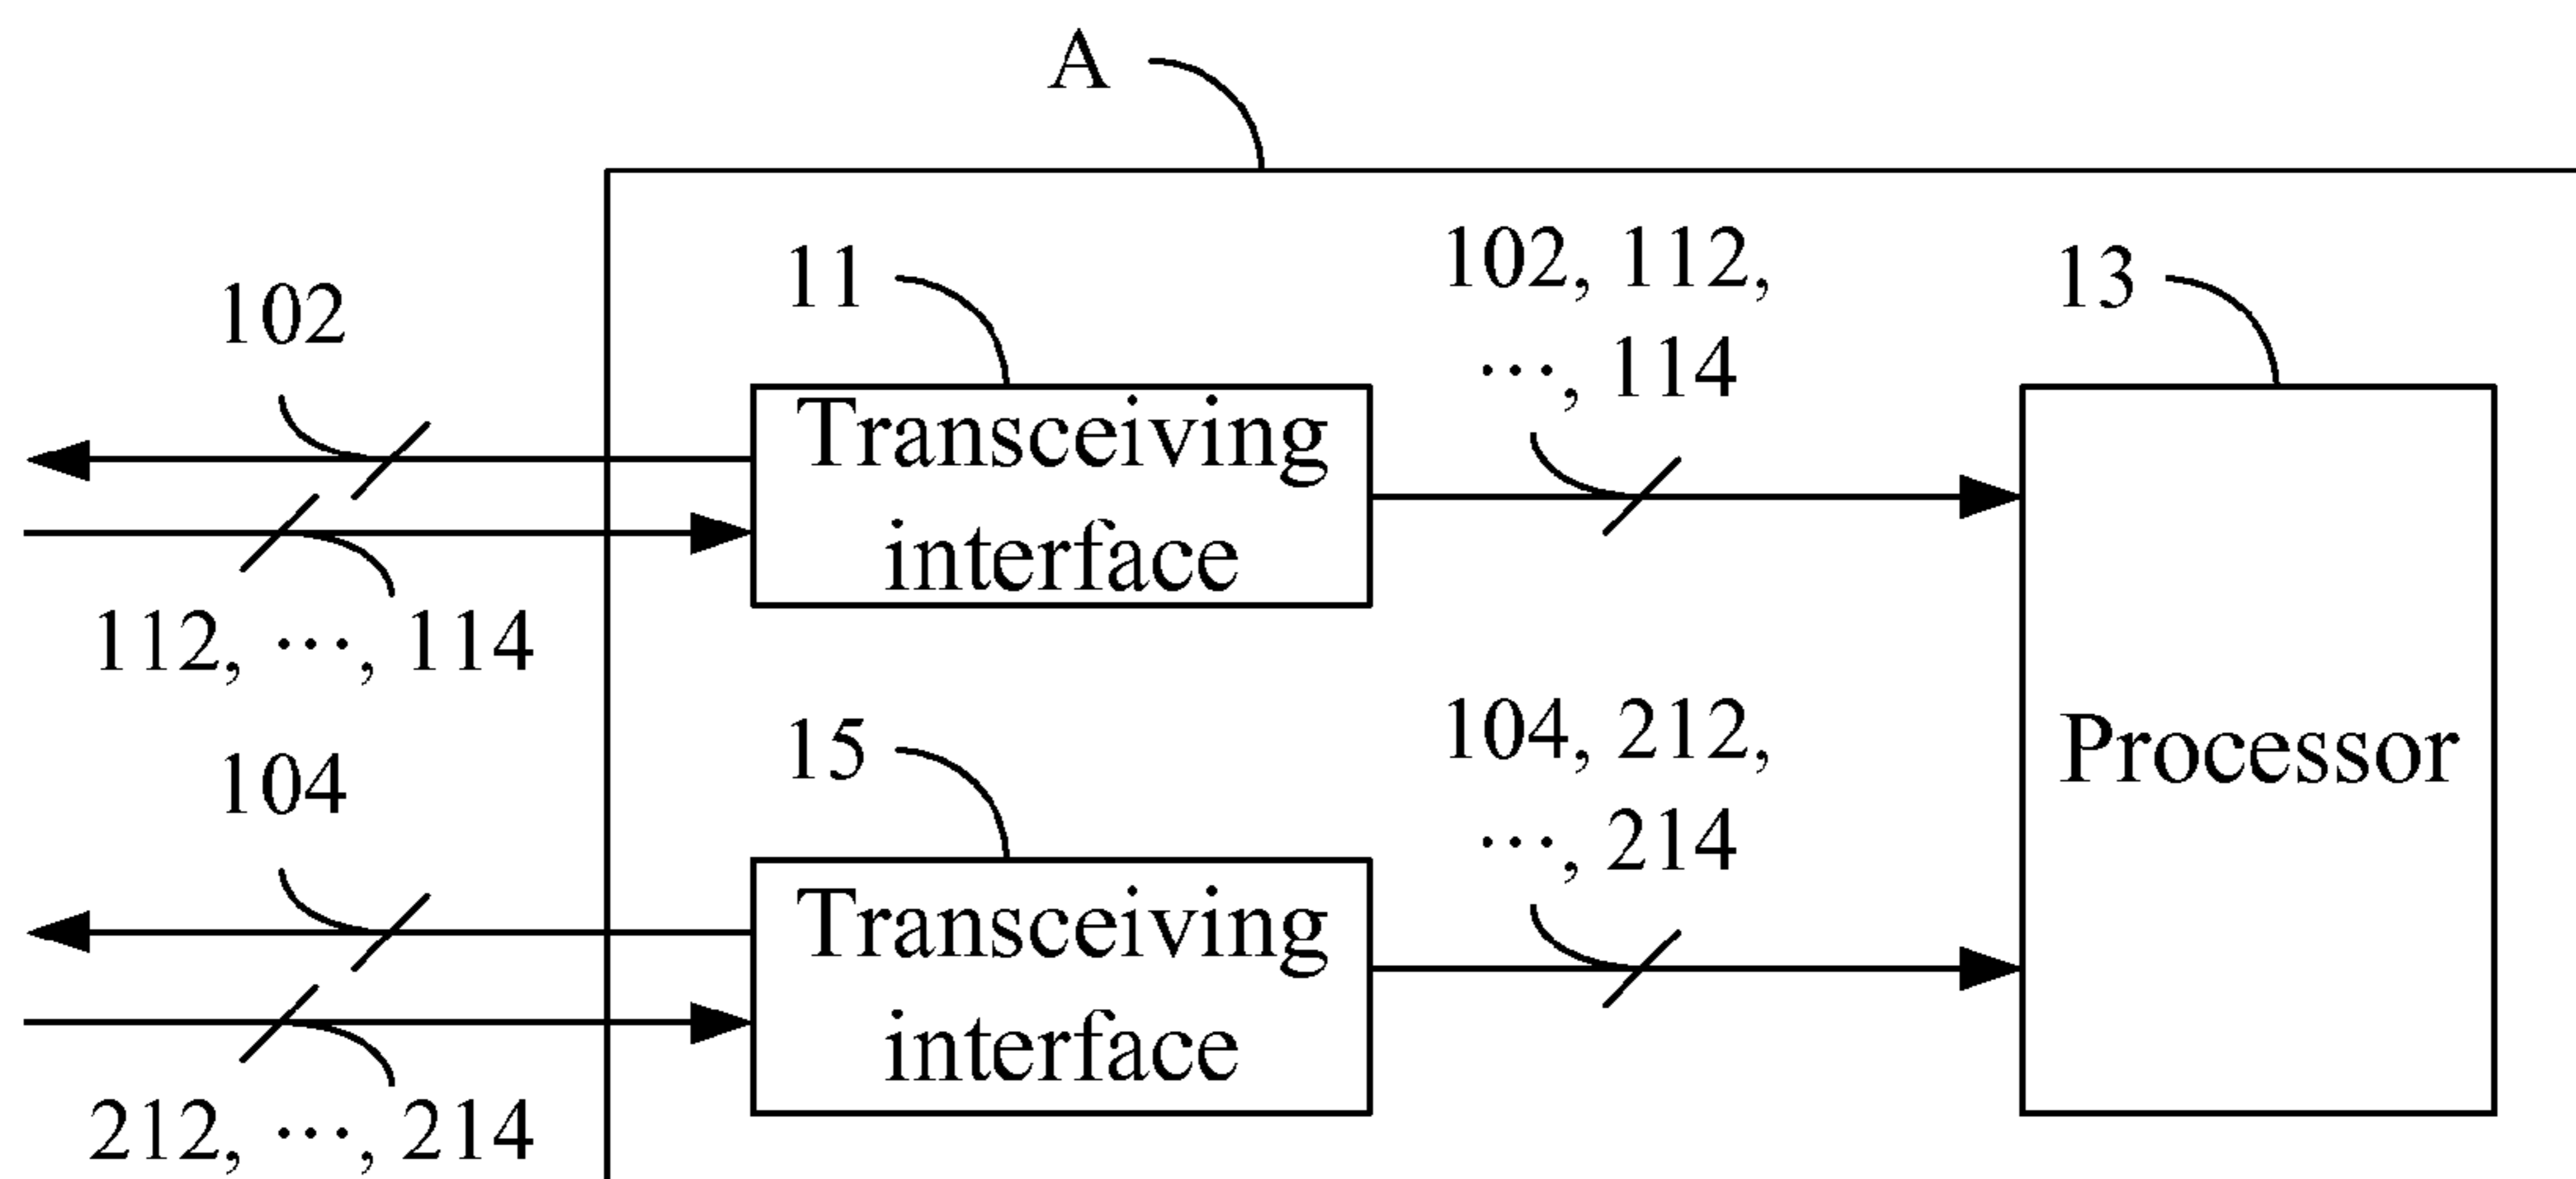 A
102, 112,
…, 114
11
13
102
Transceiving
interface
112, …, 114
104, 212,
…, 214
15
104
Processor
Transceiving
interface
212, …, 214